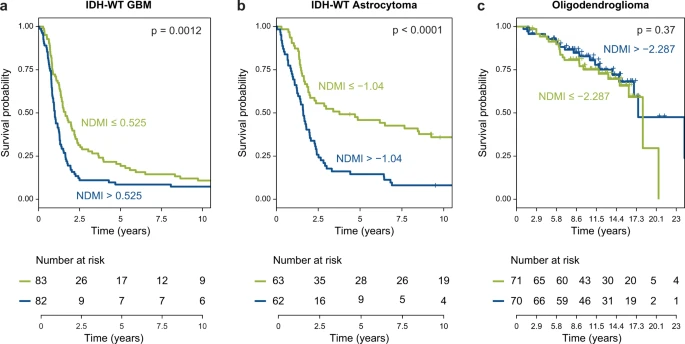 a
IDH-WT GBM
p = 0.0012
1.00
0.75
0.50
0.25
0.00
Survival probability
NDMI ≤ 0.525
NDMI > 0.525
0 2.5 5 7.5 10
Time (years)
Number at risk
83 26 17 12 9
82 9 7 7 6
0 2.5 5 7.5 10
Time (years)
b
IDH-WT Astrocytoma
p < 0.0001
1.00
0.75
0.50
0.25
0.00
Survival probability
NDMI ≤ −1.04
NDMI > −1.04
0 2.5 5 7.5 10
Time (years)
Number at risk
63 35 28 26 19
62 16 9 5 4
0 2.5 5 7.5 10
Time (years)
c
Oligodendroglioma
p = 0.37
1.00
0.75
0.50
0.25
0.00
Survival probability
NDMI > −2.287
NDMI ≤ −2.287
0 2.9 5.8 8.6 11.5 14.4 17.3 20.1 23
Time (years)
Number at risk
71 65 60 43 30 20 5 4
70 66 59 46 31 19 2 1
0 2.9 5.8 8.6 11.5 14.4 17.3 20.1 23
Time (years)